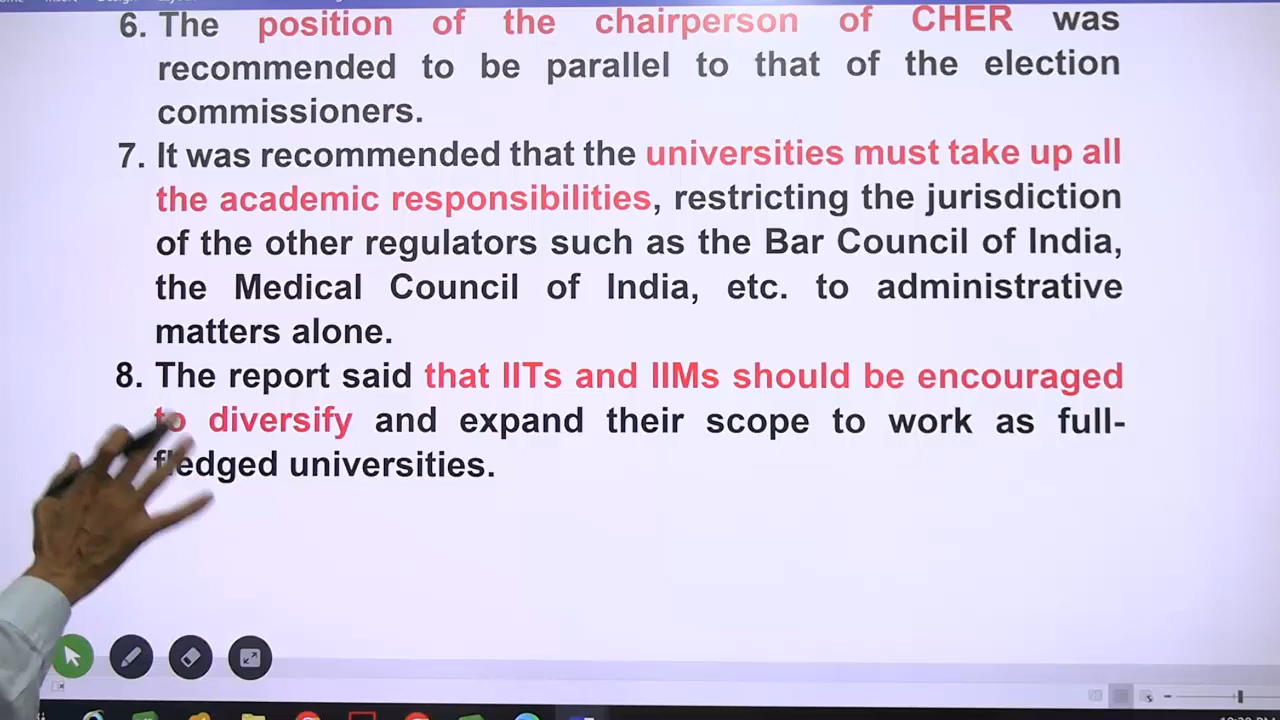 6. The position of the chairperson of CHER was
recommended to be parallel to that of the election
commissioners.
7. It was recommended that the universities must take up all
the academic responsibilities, restricting the jurisdiction
of the other regulators such as the Bar Council of India,
the Medical Council of India, etc. to administrative
matters alone.
8. The report said that IITs and IIMs should be encouraged
to diversify and expand their scope to work as full-
fledged universities.